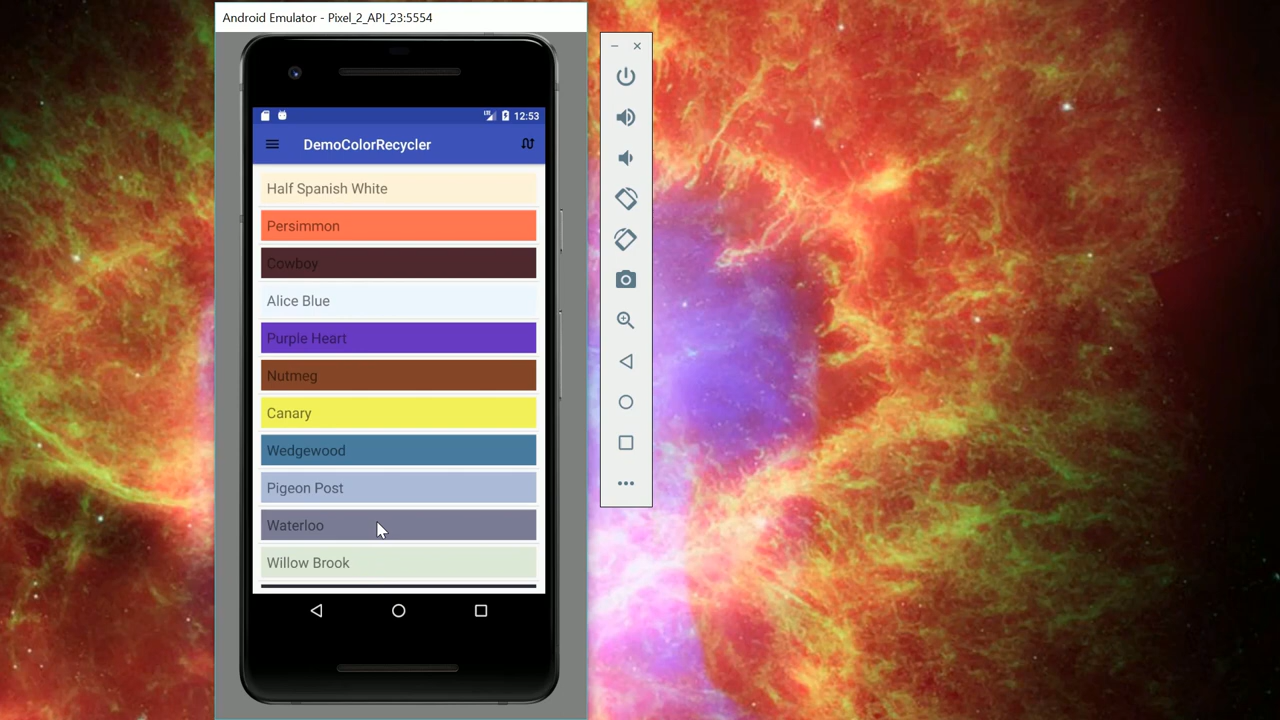 Android Emulator - Pixel_2_API_23:5554
12:53
DemoColorRecycler
Half Spanish White
Persimmon
Cowboy
Alice Blue
Purple Heart
Nutmeg
Canary
Wedgewood
Pigeon Post
Waterloo
Willow Brook